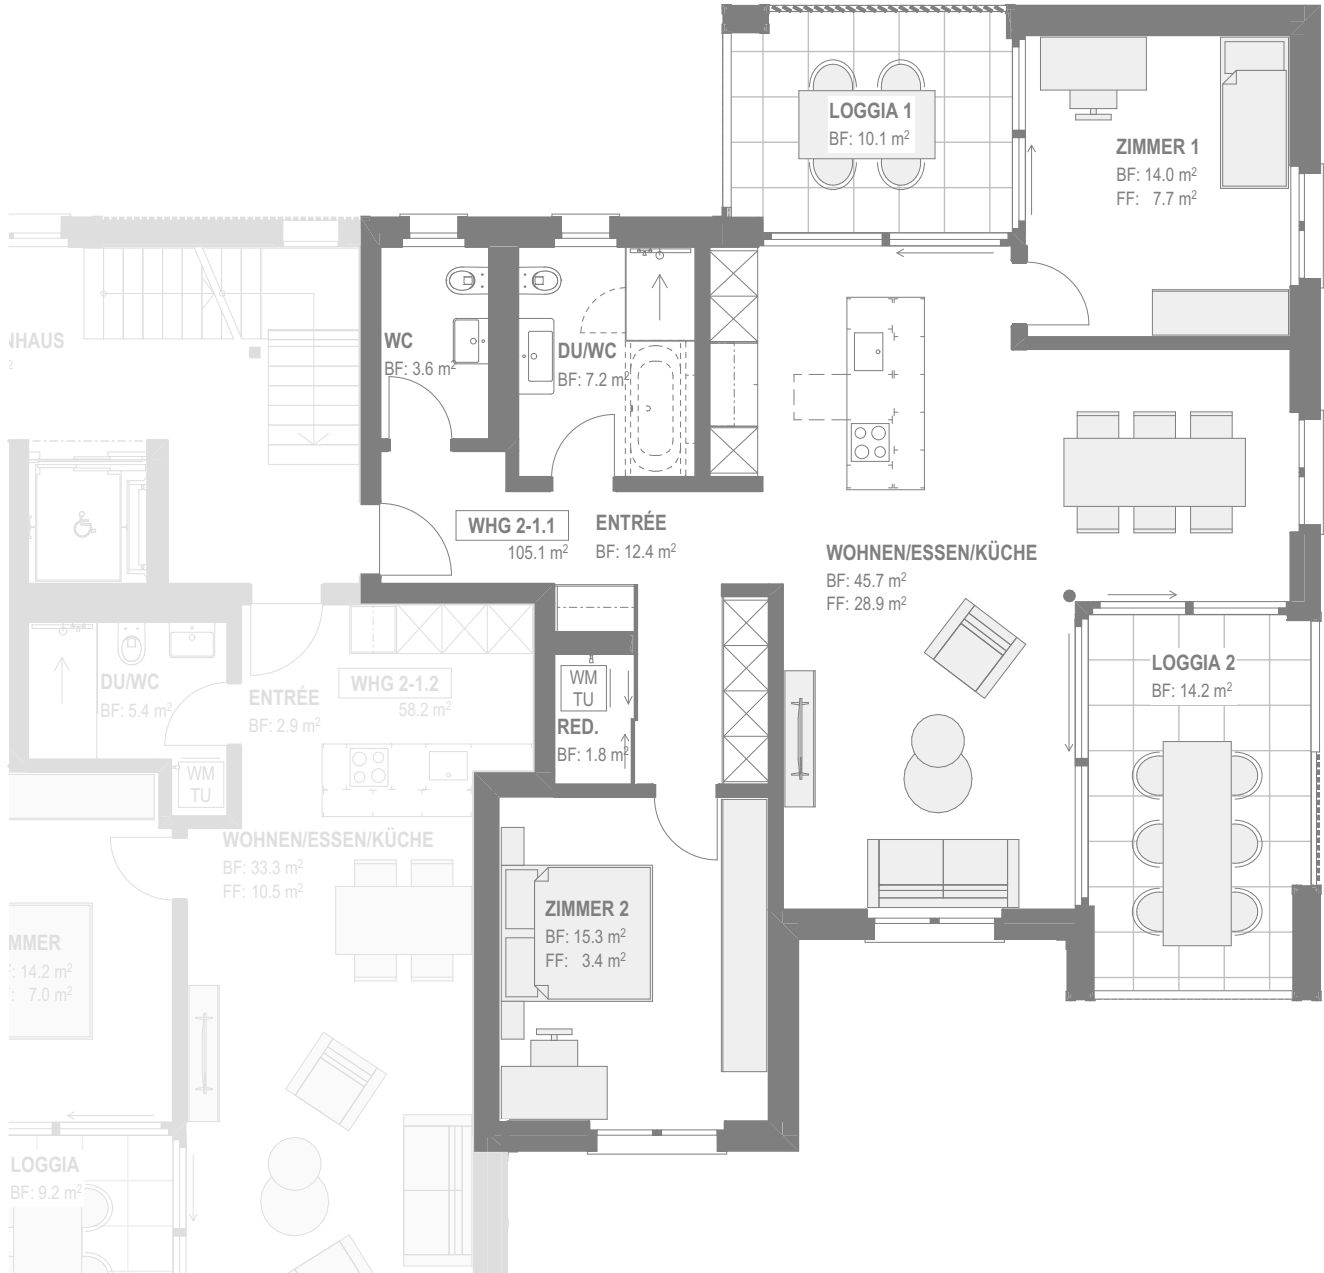 LOGGIA 1
BF: 10.1 m²
ZIMMER 1
BF: 14.0 m²
FF: 7.7 m²
NHAUS
2
WC
BF: 3.6 m²
DU/WC
BF: 7.2 m²
WHG 2-1.1
105.1 m²
ENTRÉE
BF: 12.4 m²
WOHNEN/ESSEN/KÜCHE
BF: 45.7 m²
FF: 28.9 m²
LOGGIA 2
BF: 14.2 m²
WM
TU
RED.
BF: 1.8 m²
DU/WC
BF: 5.4 m²
ENTRÉE
BF: 2.9 m²
WHG 2-1.2
58.2 m²
WM
TU
WOHNEN/ESSEN/KÜCHE
BF: 33.3 m²
FF: 10.5 m²
ZIMMER 2
BF: 15.3 m²
FF: 3.4 m²
MMER
F: 14.2 m²
: 7.0 m²
LOGGIA
BF: 9.2 m²